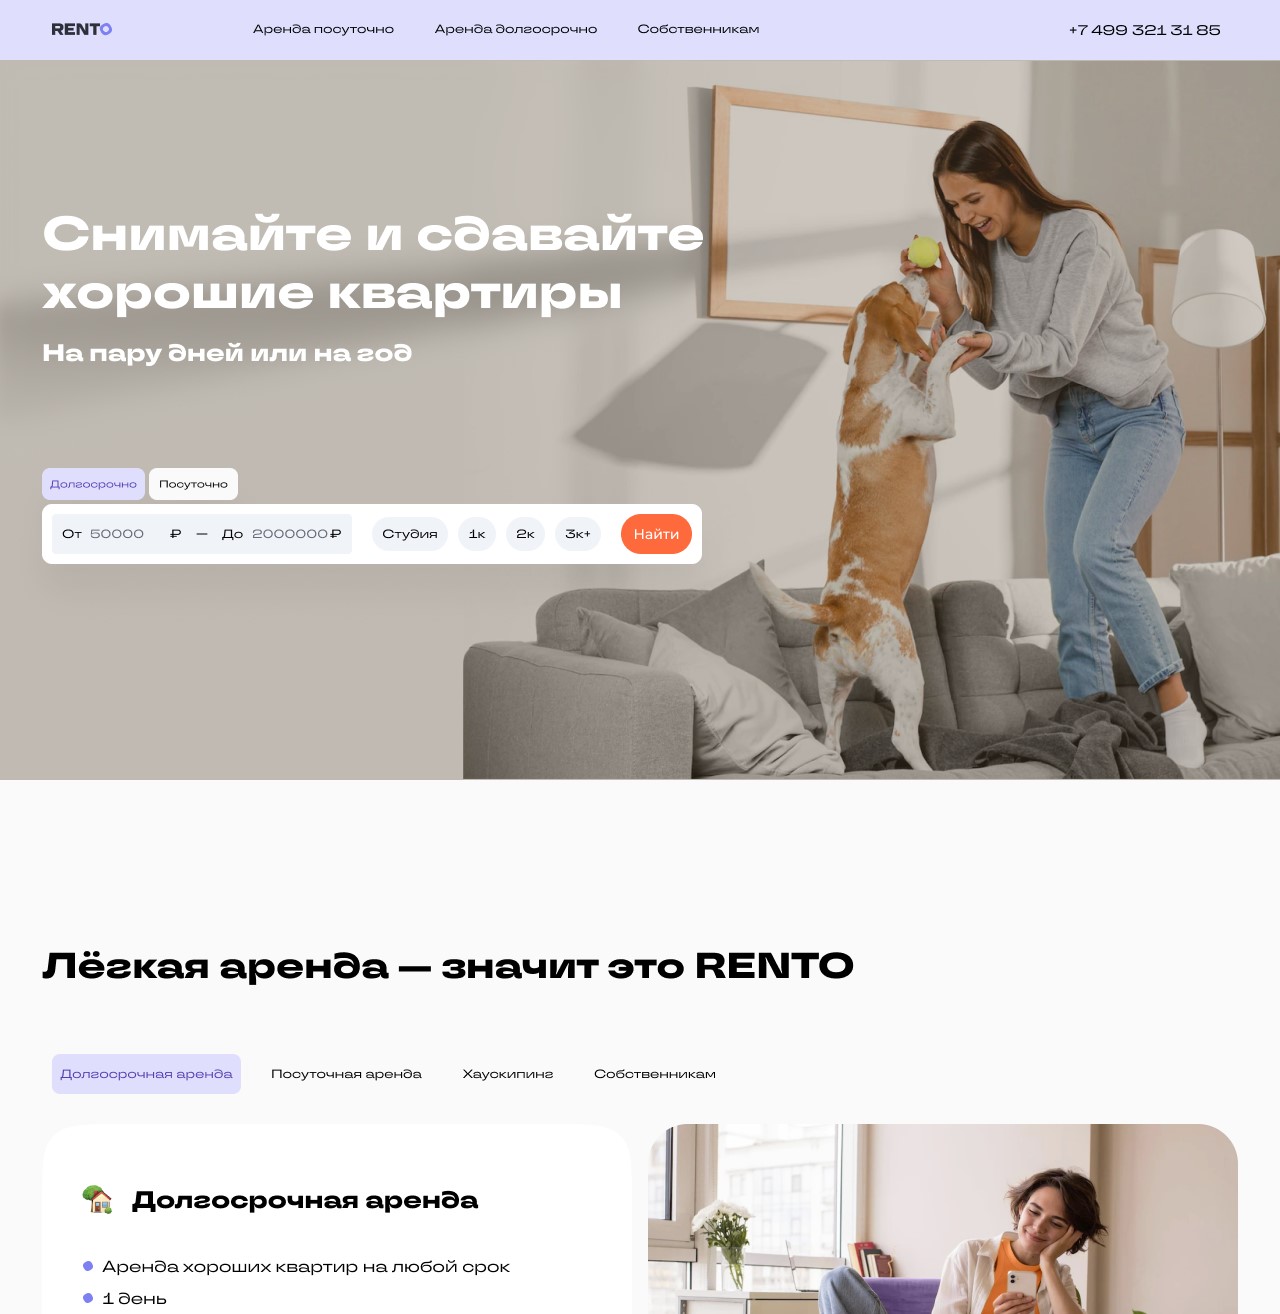 RENTO
Аренда посуточно
Аренда долгосрочно
Собственникам
+7 499 321 31 85
Снимайте и сдавайте
хорошие квартиры
На пару дней или на год
Долгосрочно
Посуточно
От 50000 ₽ — До 2000000 ₽
Студия
1к
2к
3к+
Найти
Лёгкая аренда — значит это RENTO
Долгосрочная аренда
Посуточная аренда
Хаускипинг
Собственникам
Долгосрочная аренда
Аренда хороших квартир на любой срок
1 день